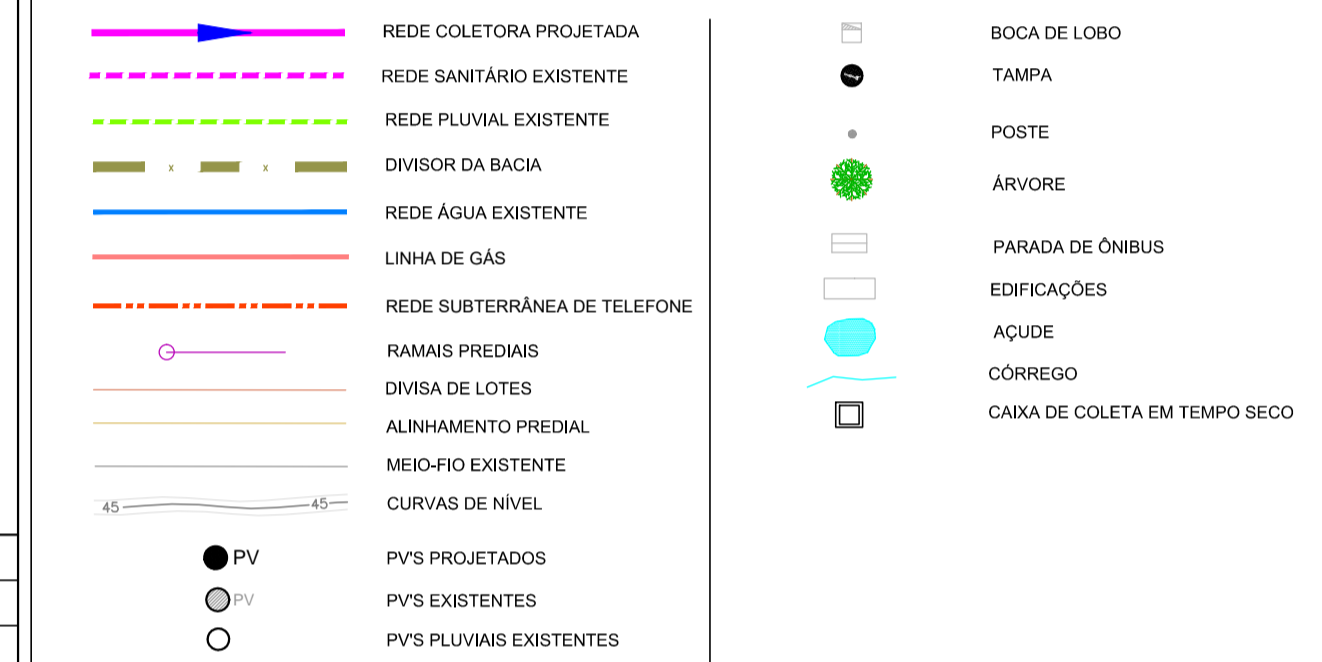 REDE COLETORA PROJETADA
REDE SANITÁRIO EXISTENTE
REDE PLUVIAL EXISTENTE
x x DIVISOR DA BACIA
REDE ÁGUA EXISTENTE
LINHA DE GÁS
REDE SUBTERRÂNEA DE TELEFONE
RAMAIS PREDIAIS
DIVISA DE LOTES
ALINHAMENTO PREDIAL
MEIO-FIO EXISTENTE
45 45 CURVAS DE NÍVEL
PV PV'S PROJETADOS
PV PV'S EXISTENTES
PV'S PLUVIAIS EXISTENTES
BOCA DE LOBO
TAMPA
POSTE
ÁRVORE
PARADA DE ÔNIBUS
EDIFICAÇÕES
AÇUDE
CÓRREGO
CAIXA DE COLETA EM TEMPO SECO